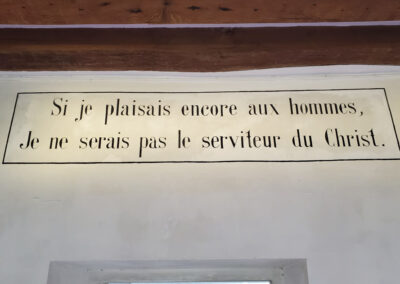 Si je plaisais encore aux hommes,
Je ne serais pas le serviteur du Christ.